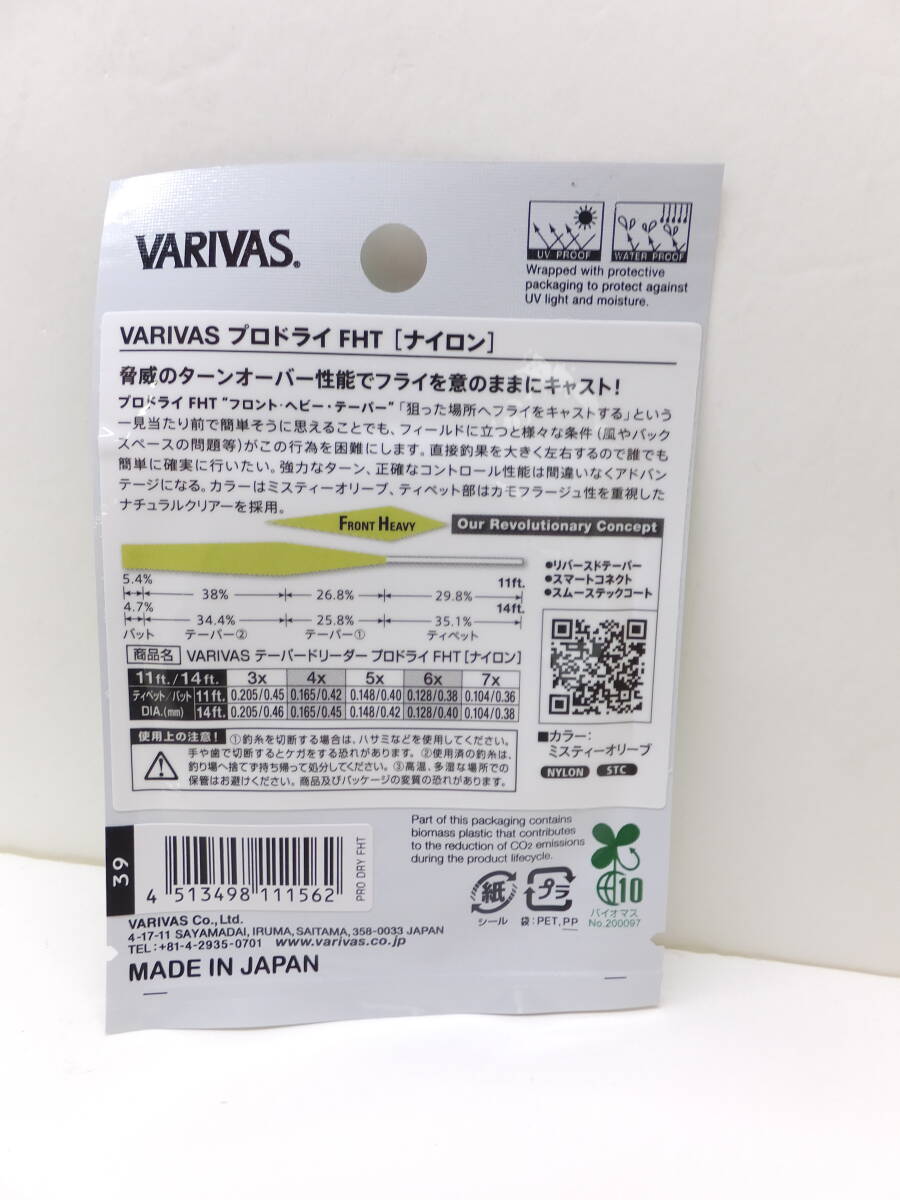 VARIVAS®
UV PROOF
WATER PROOF
Wrapped with protective
packaging to protect against
UV light and moisture.
VARIVAS プロドライ FHT [ナイロン]
脅威のターンオーバー性能でフライを意のままにキャスト!
プロドライ FHT "フロント・ヘビー・テーパー"「狙った場所へフライをキャストする」という
一見当たり前で簡単そうに思えることでも、フィールドに立つと様々な条件(風やバック
スペースの問題等)がこの行為を困難にします。直接釣果を大きく左右するので誰でも
簡単に確実に行いたい。強力なターン、正確なコントロール性能は間違いなくアドバン
テージになる。カラーはミスティーオリーブ、ティペット部はカモフラージュ性を重視した
ナチュラルクリアーを採用。
FRONT HEAVY
Our Revolutionary Concept
5.4%
38%
26.8%
29.8%
11ft.
4.7%
34.4%
25.8%
35.1%
14ft.
バット
テーパー②
テーパー①
ティペット
●リバースドテーパー
●スマートコネクト
●スムーステックコート
商品名 VARIVAS テーパードリーダー プロドライ FHT[ナイロン]
11ft./14ft. 3x 4x 5x 6x 7x
ティペット/バット 11ft. 0.205/0.45 0.165/0.42 0.148/0.40 0.128/0.38 0.104/0.36
DIA.(mm) 14ft. 0.205/0.46 0.165/0.45 0.148/0.42 0.128/0.40 0.104/0.38
■カラー:
ミスティーオリーブ
NYLON STC
使用上の注意! ①釣糸を切断する場合は、ハサミなどを使用してください。
手や歯で切断するとケガをする恐れがあります。②使用済の釣糸は、
釣り場へ捨てず持ち帰って処分してください。③高温、多湿な場所での
保管はお避けください。商品及びパッケージの変質の恐れがあります。
39
4 513498 111562
PRO DRY FHT
Part of this packaging contains
biomass plastic that contributes
to the reduction of CO2 emissions
during the product lifecycle.
紙
シール
プラ
袋:PET,PP
10
バイオマス
No.200097
VARIVAS Co., Ltd.
4-17-11 SAYAMADAI, IRUMA, SAITAMA, 358-0033 JAPAN
TEL:+81-4-2935-0701 www.varivas.co.jp
MADE IN JAPAN